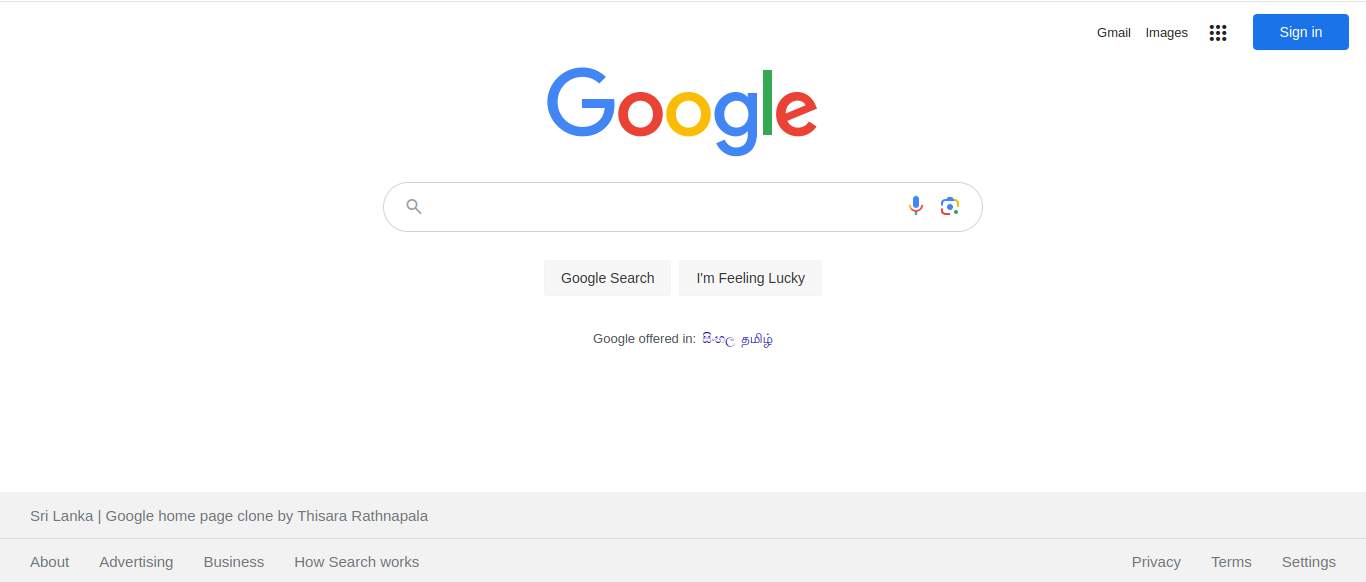 Gmail Images Sign in
Google
Google Search I'm Feeling Lucky
Google offered in: සිංහල தமிழ்
Sri Lanka | Google home page clone by Thisara Rathnapala
About Advertising Business How Search works Privacy Terms Settings